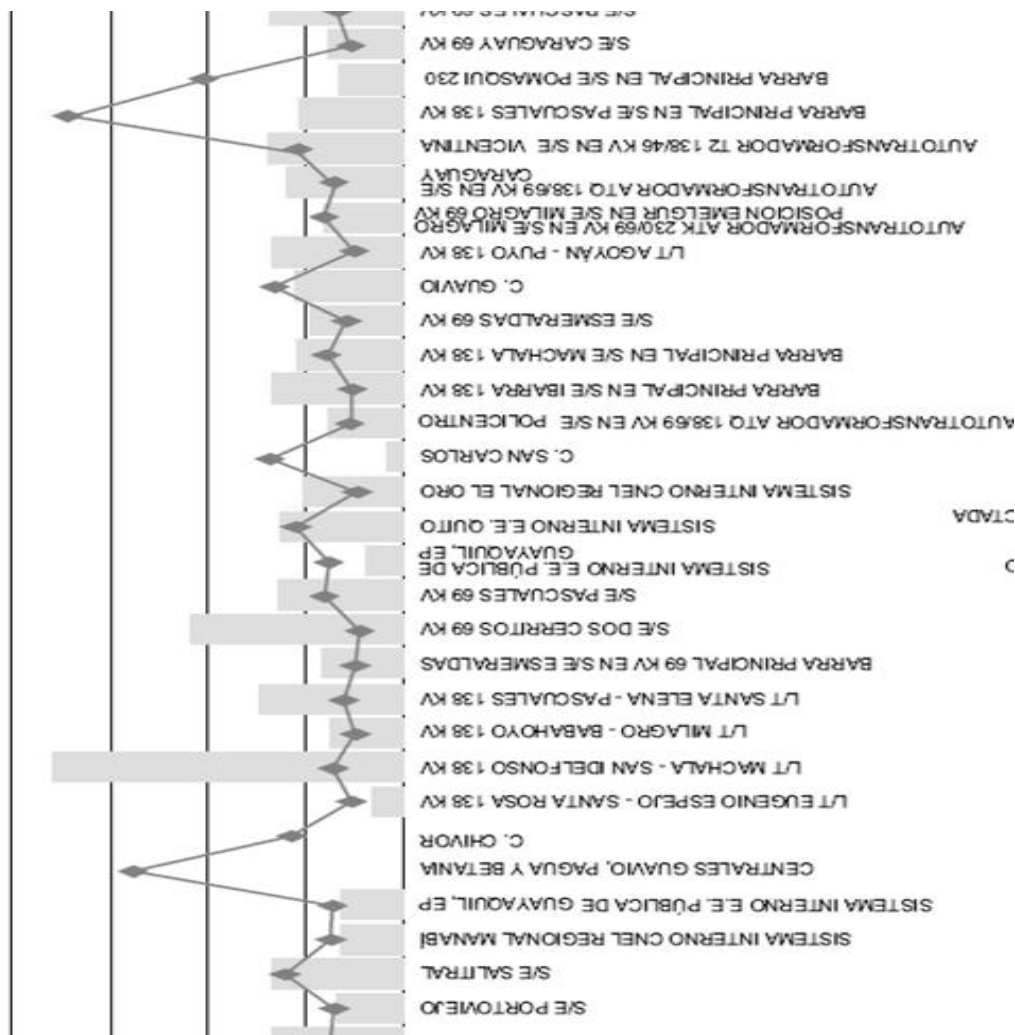 S/E PORTOVIEJO
S/E SALITRAL
SISTEMA INTERNO CNEL REGIONAL MANABÍ
SISTEMA INTERNO E.E. PÚBLICA DE GUAYAQUIL, EP
CENTRALES GUAVIO, PAGUA Y BETANIA
C. CHIVOR
L/T EUGENIO ESPEJO - SANTA ROSA 138 KV
L/T MACHALA - SAN IDELFONSO 138 KV
L/T MILAGRO - BABAHOYO 138 KV
L/T SANTA ELENA - PASCUALES 138 KV
BARRA PRINCIPAL 69 KV EN S/E ESMERALDAS
S/E DOS CERRITOS 69 KV
S/E PASCUALES 69 KV
SISTEMA INTERNO E.E. PÚBLICA DE
GUAYAQUIL, EP
O
SISTEMA INTERNO E.E. QUITO
CTADA
SISTEMA INTERNO CNEL REGIONAL EL ORO
C. SAN CARLOS
AUTOTRANSFORMADOR ATQ 138/69 KV EN S/E POLICENTRO
BARRA PRINCIPAL EN S/E IBARRA 138 KV
BARRA PRINCIPAL EN S/E MACHALA 138 KV
S/E ESMERALDAS 69 KV
C. GUAVIO
L/T AGOYÁN - PUYO 138 KV
AUTOTRANSFORMADOR ATK 230/69 KV EN S/E MILAGRO
POSICION EMELGUR EN S/E MILAGRO 69 KV
AUTOTRANSFORMADOR ATQ 138/69 KV EN S/E
CARAGUAY
AUTOTRANSFORMADOR T2 138/46 KV EN S/E VICENTINA
BARRA PRINCIPAL EN S/E PASCUALES 138 KV
BARRA PRINCIPAL EN S/E POMASQUI 230
S/E CARAGUAY 69 KV
S/E PASCUALES 69 KV